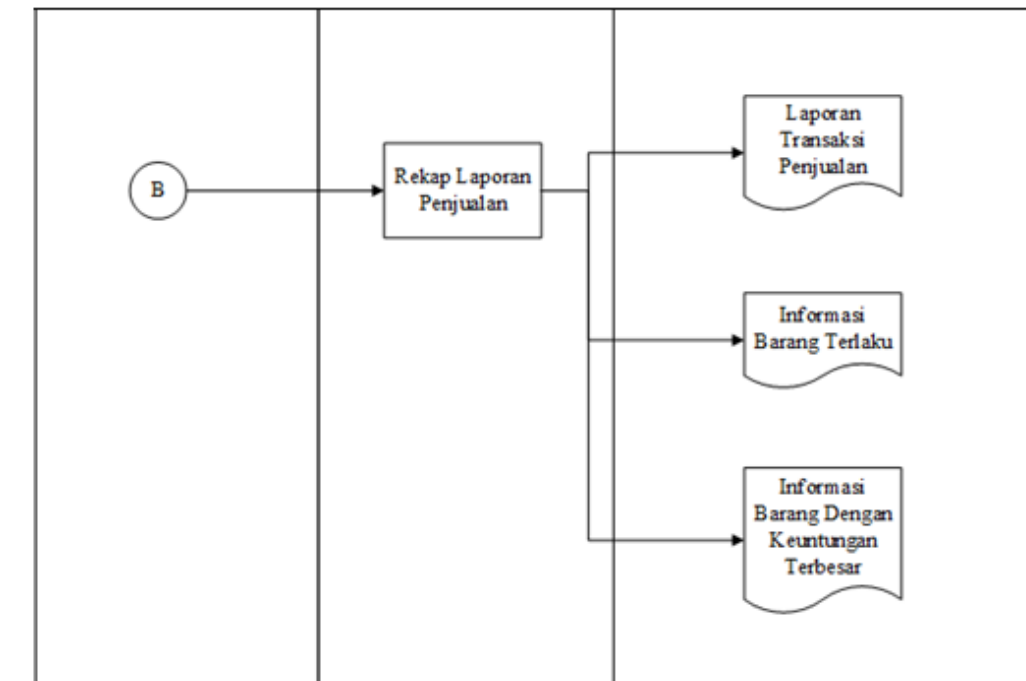 B
Rekap Laporan
Penjualan
Laporan
Transaksi
Penjualan
Informasi
Barang Terlaku
Informasi
Barang Dengan
Keuntungan
Terbesar